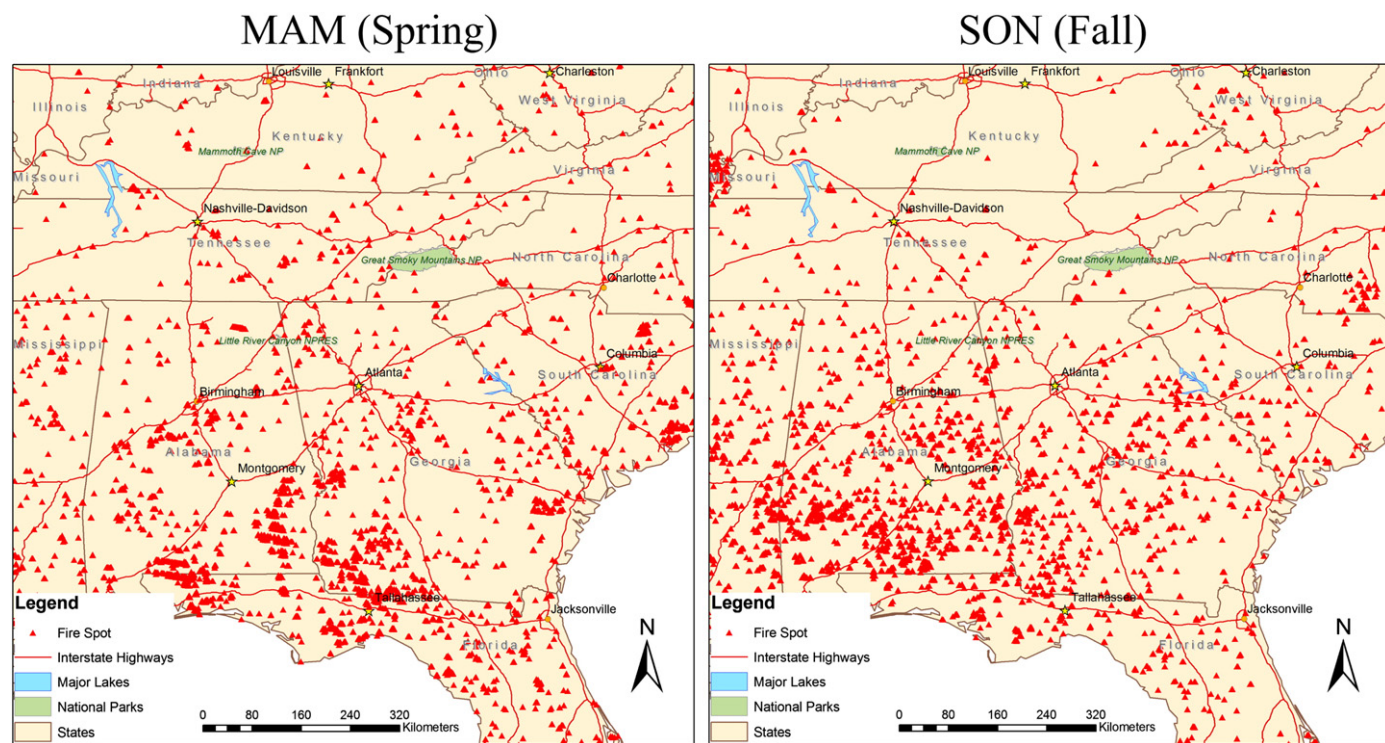 MAM (Spring)
SON (Fall)
Indiana
Louisville
Frankfort
Ohio
Charleston
Illinois
West Virginia
Kentucky
Mammoth Cave NP
Missouri
Virginia
Nashville-Davidson
Tennessee
Great Smoky Mountains NP
North Carolina
Charlotte
Mississippi
Little River Canyon NPRES
Columbia
Atlanta
South Carolina
Birmingham
Alabama
Georgia
Montgomery
Tallahassee
Jacksonville
Florida
Legend
Fire Spot
Interstate Highways
Major Lakes
National Parks
States
N
0 40 80 160 240 320
Kilometers
Indiana
Louisville
Frankfort
Ohio
Charleston
Illinois
West Virginia
Kentucky
Mammoth Cave NP
Missouri
Virginia
Nashville-Davidson
Tennessee
Great Smoky Mountains NP
North Carolina
Charlotte
Mississippi
Little River Canyon NPRES
Columbia
Atlanta
South Carolina
Birmingham
Alabama
Georgia
Montgomery
Tallahassee
Jacksonville
Florida
Legend
Fire Spot
Interstate Highways
Major Lakes
National Parks
States
N
0 40 80 160 240 320
Kilometers